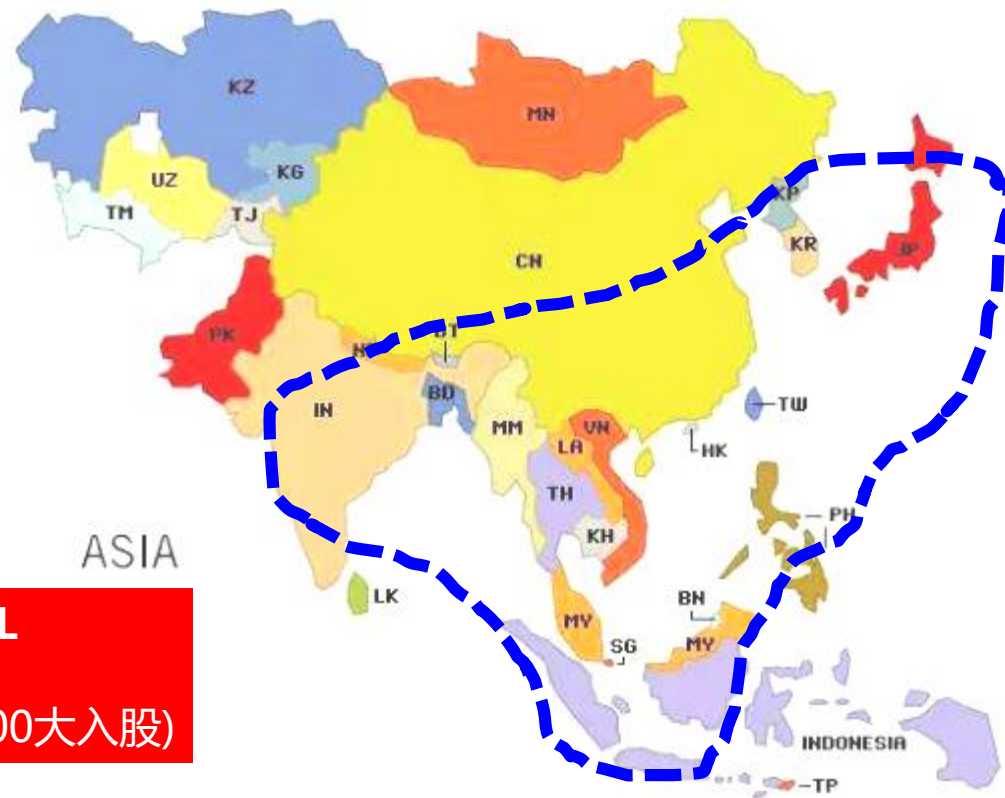 KZ
MN
KG
UZ
TJ
TM
KP
KR
JP
CN
PK
BT
IN
BD
TW
MM
VN
LA
HK
TH
PH
KH
ASIA
LK
BN
MY
SG
MY
00大入股)
INDONESIA
TP